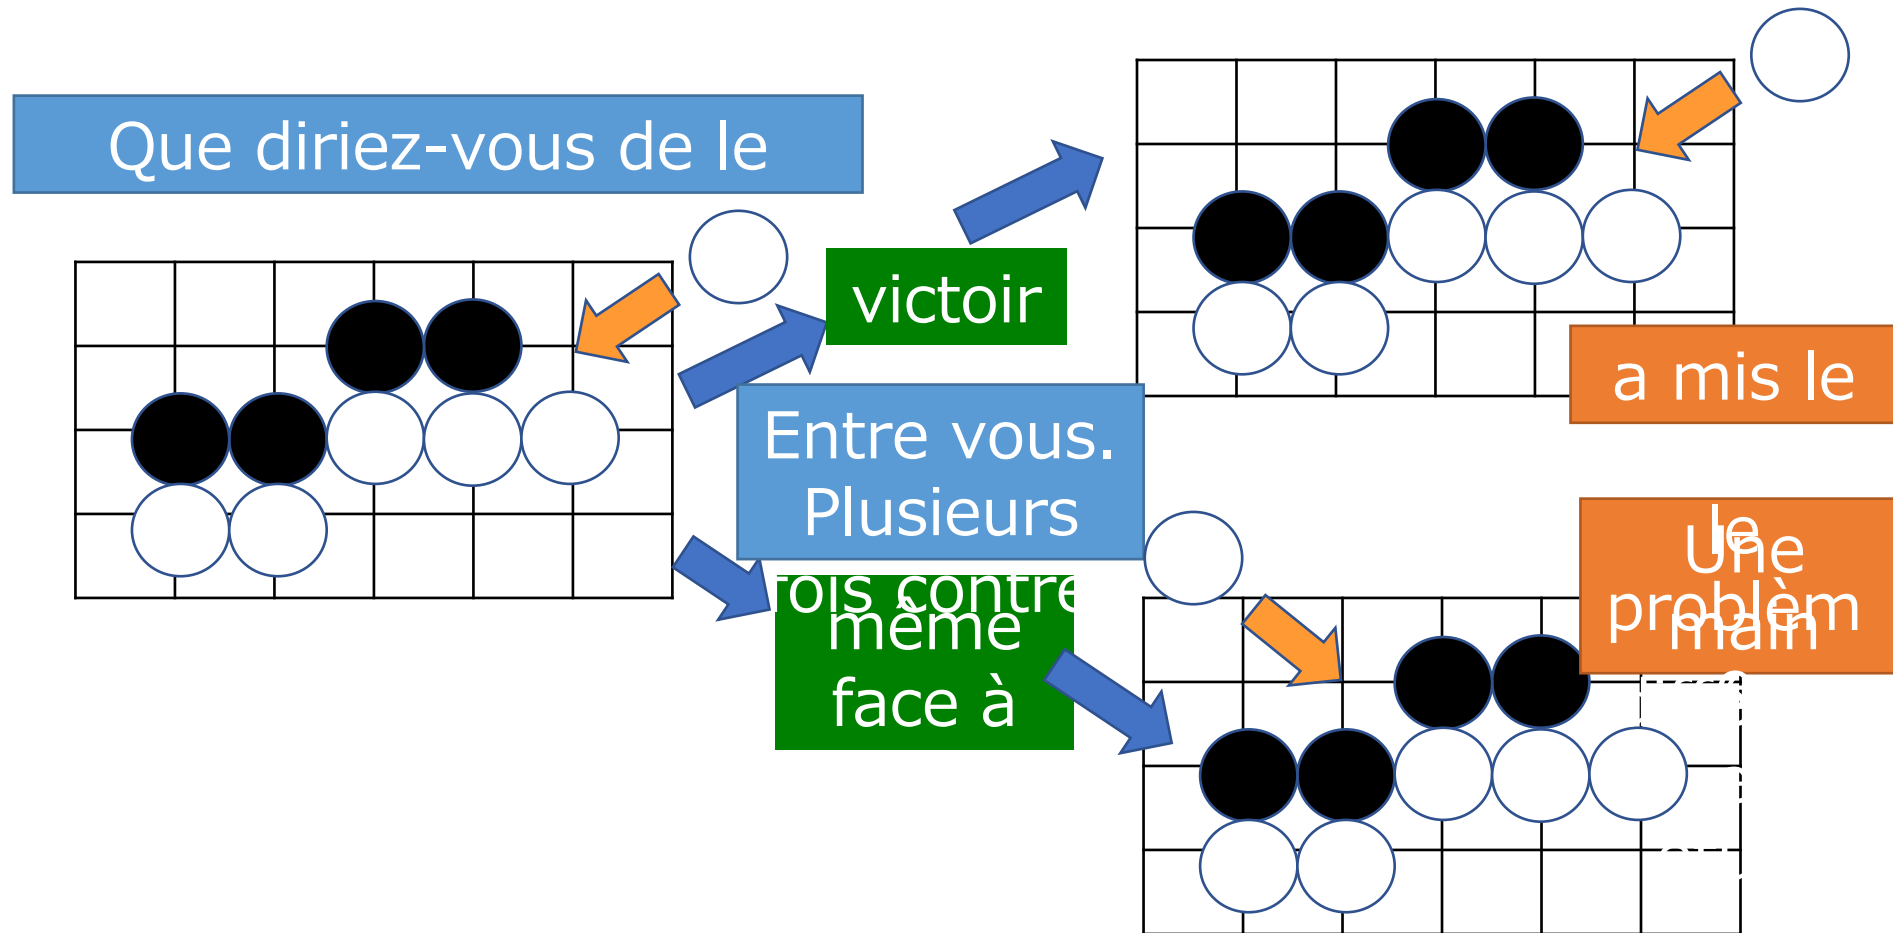 Que diriez-vous de le
victoir
a mis le
Entre vous.
Plusieurs
fois contre
même
face à
le
Une
problèm
main